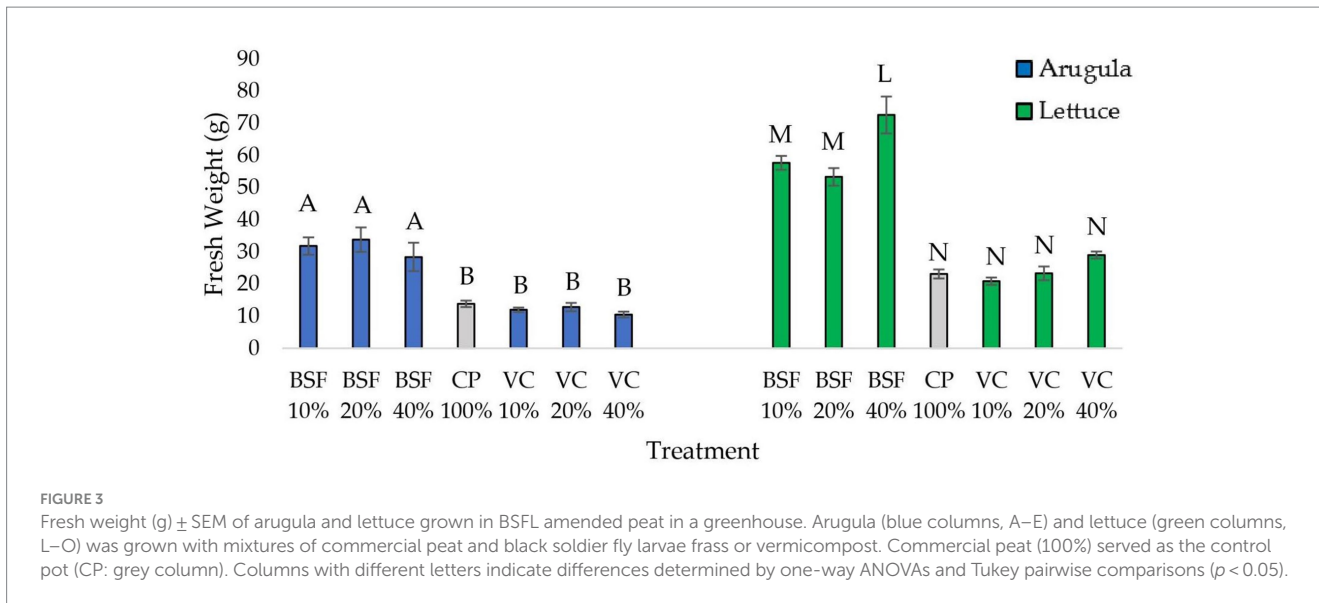 90
80
70
60
50
40
30
20
10
0
Fresh Weight (g)
A A A B B B B
M M L N N N N
Arugula
Lettuce
BSF BSF BSF CP VC VC VC BSF BSF BSF CP VC VC VC
10% 20% 40% 100% 10% 20% 40% 10% 20% 40% 100% 10% 20% 40%
Treatment
FIGURE 3
Fresh weight (g) ± SEM of arugula and lettuce grown in BSFL amended peat in a greenhouse. Arugula (blue columns, A–E) and lettuce (green columns,
L–O) was grown with mixtures of commercial peat and black soldier fly larvae frass or vermicompost. Commercial peat (100%) served as the control
pot (CP: grey column). Columns with different letters indicate differences determined by one-way ANOVAs and Tukey pairwise comparisons (p < 0.05).